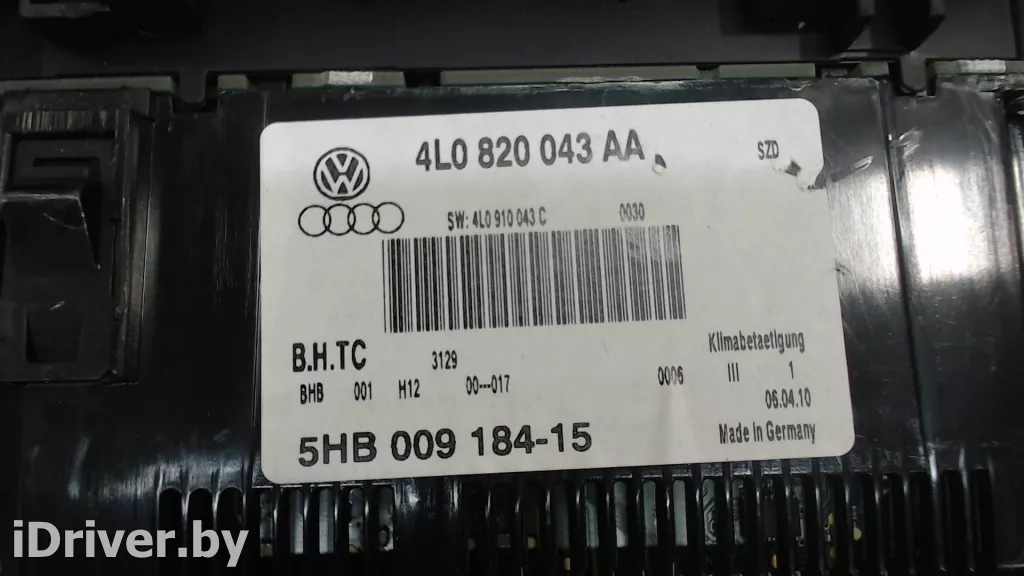 4L0 820 043 AA
SZD
SW: 4L0 910 043 C 0030
B.H.TC 3129
Klimabetaetigung
BHB 001 H12 00---017 0006 III 1
06.04.10
5HB 009 184-15
Made in Germany
iDriver.by